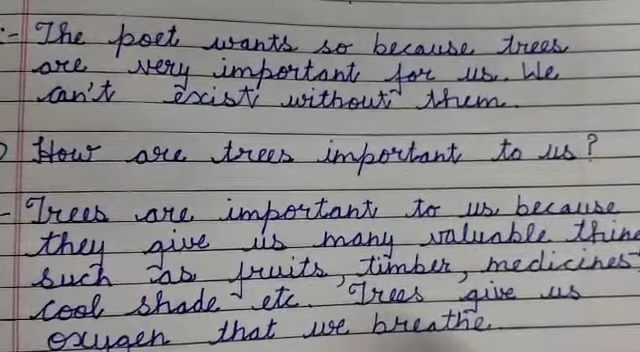 :- The poet wants so because trees
are very important for us. We
can't exist without them.
How are trees important to us?
- Trees are important to us because
they give us many valuable thin
such as fruits, timber, medicines
cool shade etc. Trees give us
oxygen that we breathe.